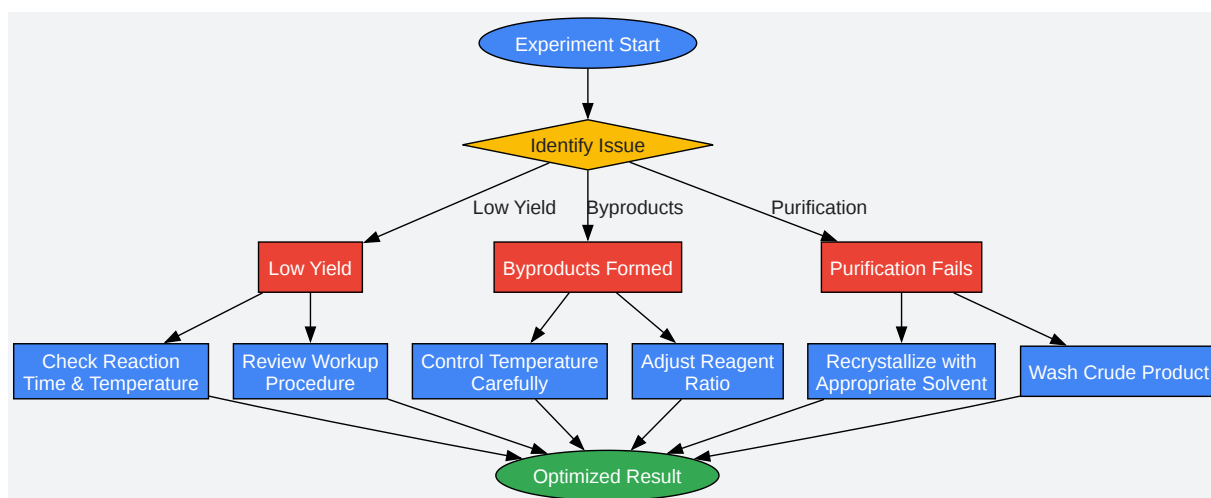 Experiment Start
Identify Issue
Low Yield
Byproducts
Purification
Low Yield
Byproducts Formed
Purification Fails
Check Reaction
Time & Temperature
Review Workup
Procedure
Control Temperature
Carefully
Adjust Reagent
Ratio
Recrystallize with
Appropriate Solvent
Wash Crude Product
Optimized Result